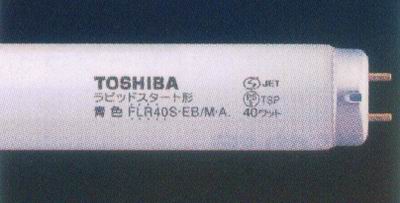 TOSHIBA
ラピッドスタート形
青色 FLR40S·EB/M·A.
S JET
PS TSP
40ワット